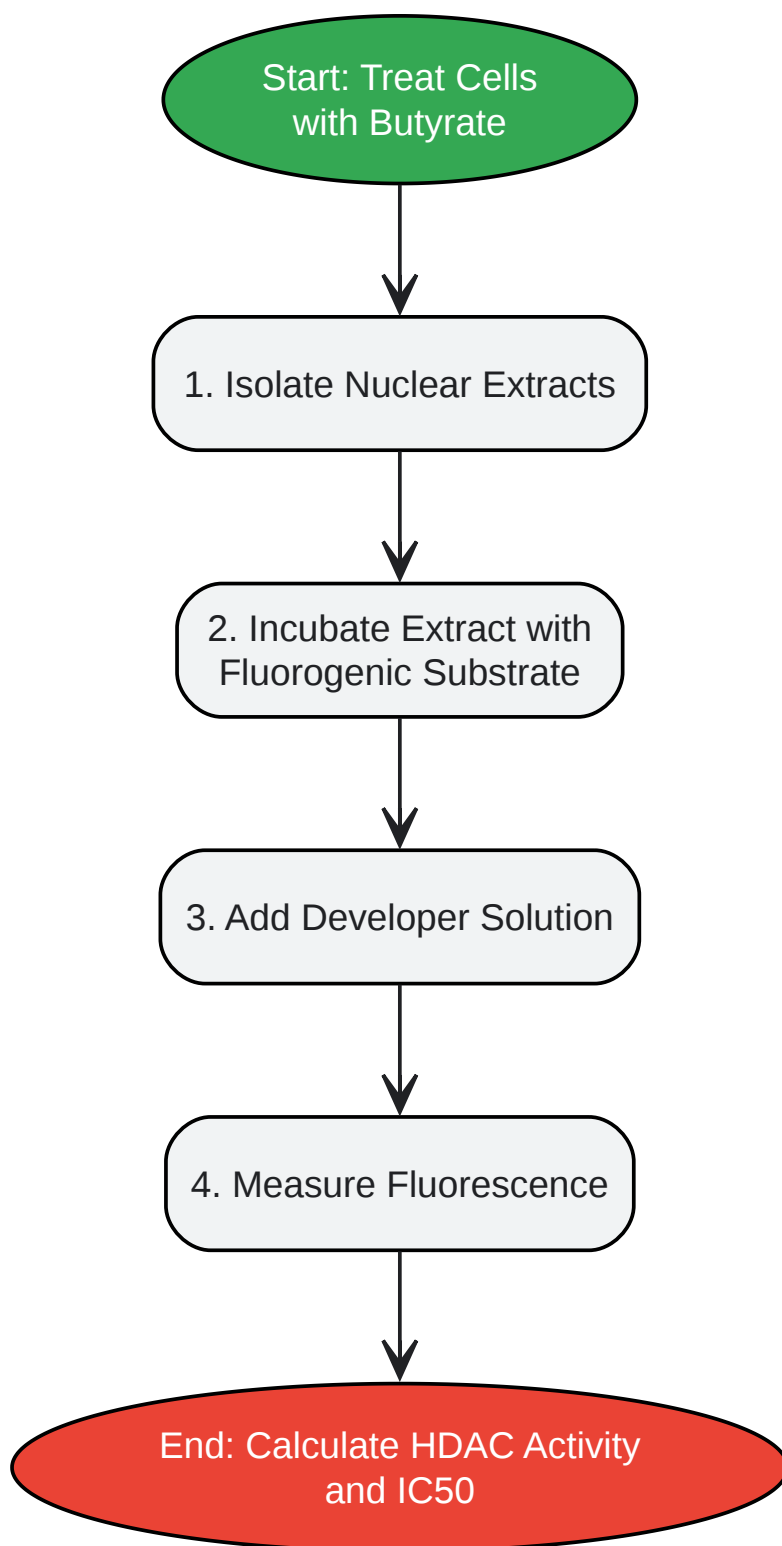 Start: Treat Cells
with Butyrate
1. Isolate Nuclear Extracts
2. Incubate Extract with
Fluorogenic Substrate
3. Add Developer Solution
4. Measure Fluorescence
End: Calculate HDAC Activity
and IC50